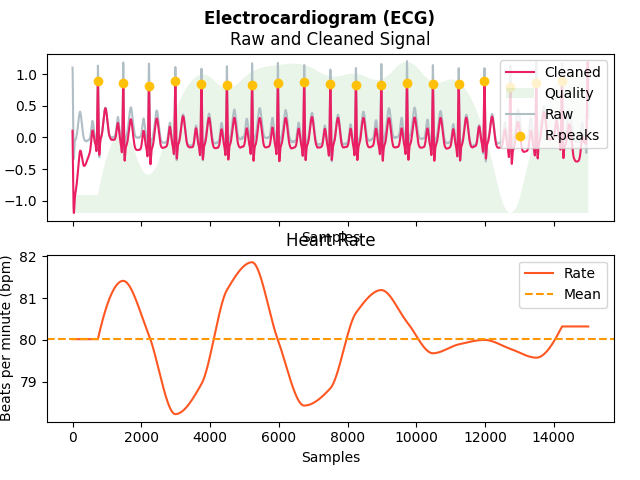 Electrocardiogram (ECG)
Raw and Cleaned Signal
1.0
0.5
0.0
−0.5
−1.0
Cleaned
Quality
Raw
R-peaks
Samples
Heart Rate
82
81
80
79
Beats per minute (bpm)
Rate
Mean
0 2000 4000 6000 8000 10000 12000 14000
Samples